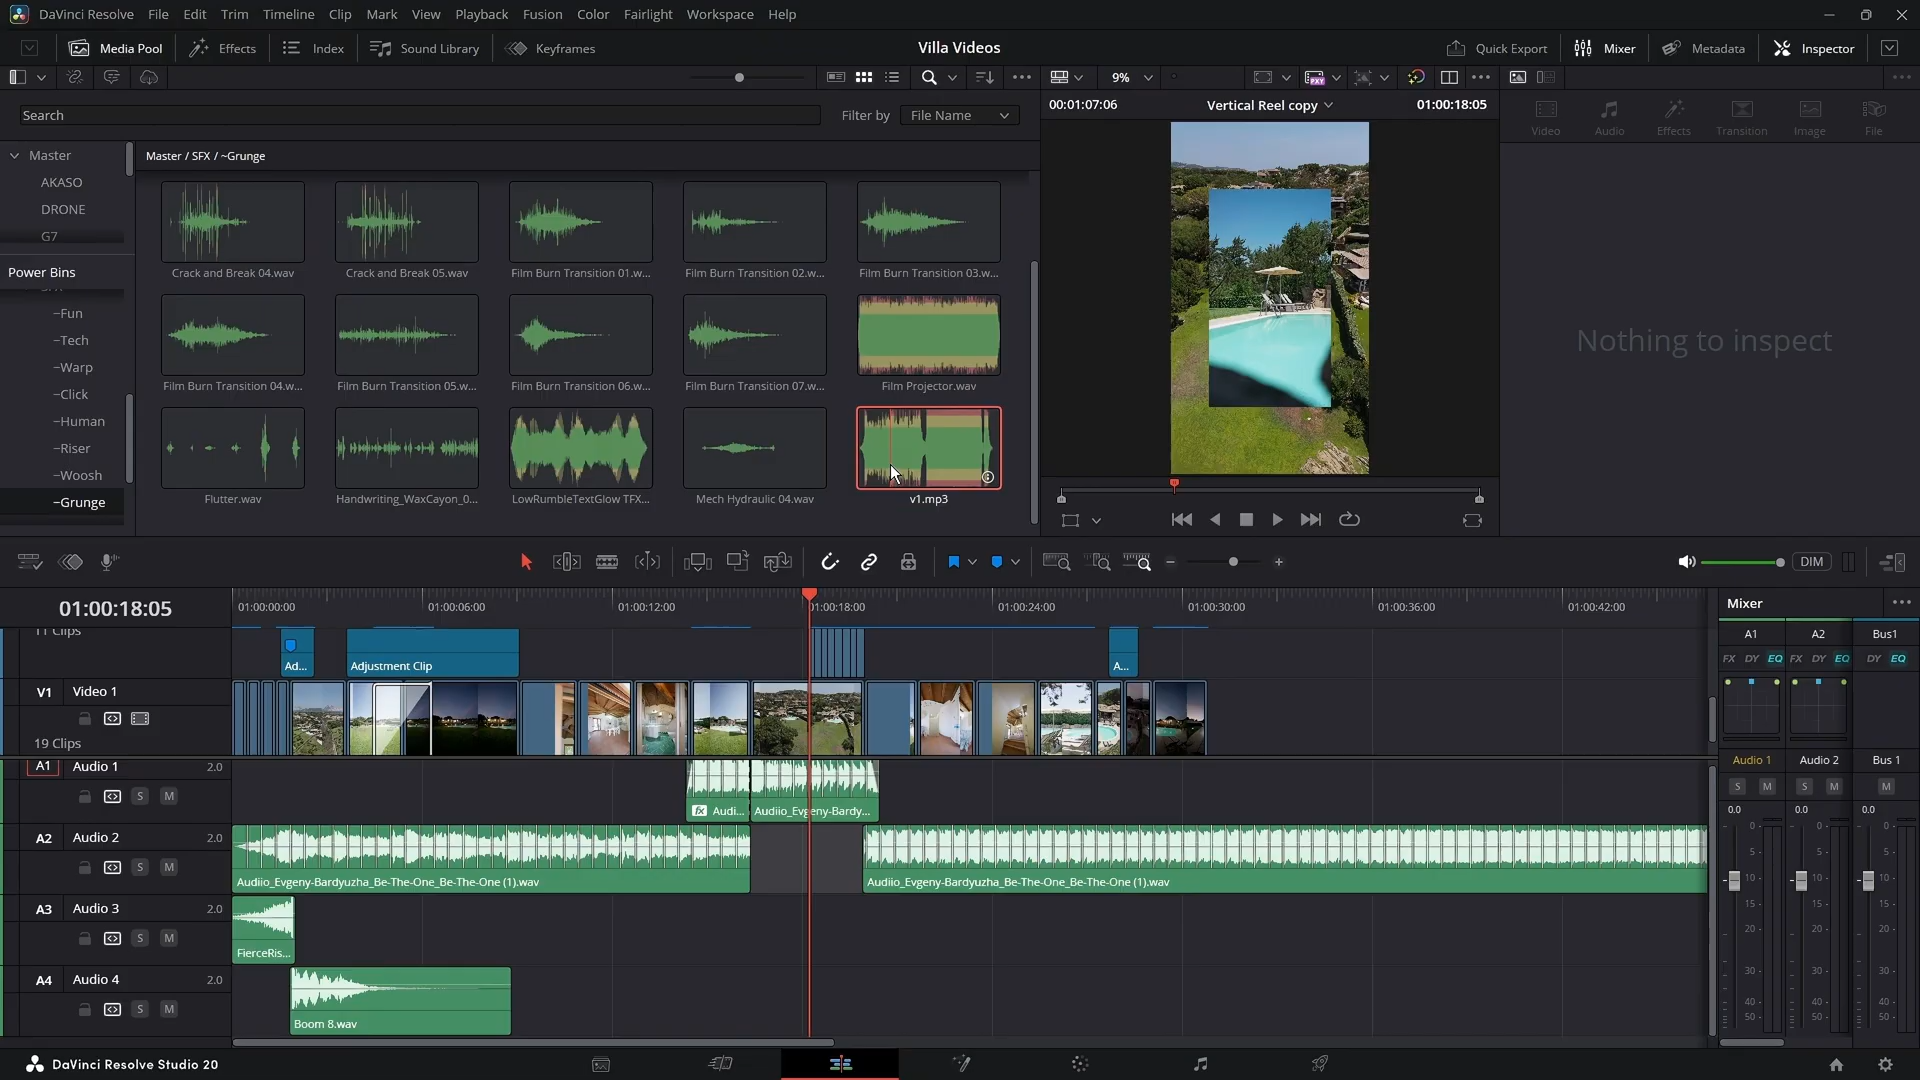 DaVinci Resolve File Edit Trim Timeline Clip Mark View Playback Fusion Color Fairlight Workspace Help
Media Pool Effects Index Sound Library Keyframes Villa Videos Quick Export Mixer Metadata Inspector
9%
PXY
Search Filter by File Name
00:01:07:06 Vertical Reel copy 01:00:18:05
Video Audio Effects Transition Image File
Master
AKASO
DRONE
G7
Power Bins
~Fun
~Tech
~Warp
~Click
~Human
~Riser
~Woosh
~Grunge
Master / SFX / ~Grunge
Crack and Break 04.wav Crack and Break 05.wav Film Burn Transition 01.w... Film Burn Transition 02.w... Film Burn Transition 03.w...
Film Burn Transition 04.w... Film Burn Transition 05.w... Film Burn Transition 06.w... Film Burn Transition 07.w... Film Projector.wav
Flutter.wav Handwriting_WaxCayon_0... LowRumbleTextGlow TFX... Mech Hydraulic 04.wav v1.mp3
Nothing to inspect
DIM
01:00:18:05
01:00:00:00 01:00:06:00 01:00:12:00 01:00:18:00 01:00:24:00 01:00:30:00 01:00:36:00 01:00:42:00
11 Clips
Ad... Adjustment Clip A...
V1 Video 1
19 Clips
A1 Audio 1 2.0
S M
fx Audi... Audiio_Evgeny-Bardy...
A2 Audio 2 2.0
S M
Audiio_Evgeny-Bardyuzha_Be-The-One_Be-The-One (1).wav Audiio_Evgeny-Bardyuzha_Be-The-One_Be-The-One (1).wav
A3 Audio 3 2.0
S M
FierceRis...
A4 Audio 4 2.0
S M
Boom 8.wav
Mixer
A1 A2 Bus1
FX DY EQ FX DY EQ DY EQ
Audio 1 Audio 2 Bus 1
S M S M M
0.0 0.0 0.0
0 0 0
5 5 5
10 10 10
15 15 15
20 20 20
30 30 30
40 40 40
50 50 50
DaVinci Resolve Studio 20